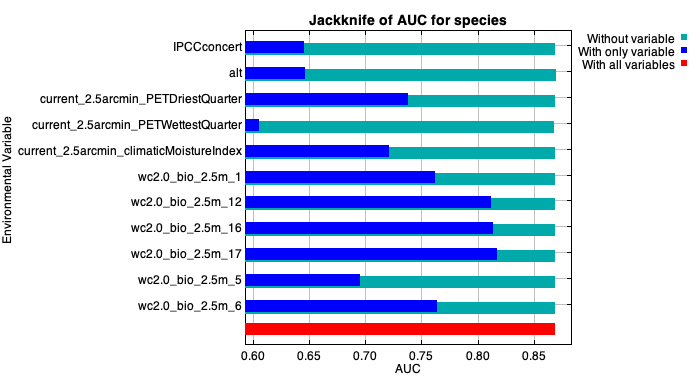 Jackknife of AUC for species
Without variable
With only variable
With all variables
Environmental Variable
IPCCconcert
alt
current_2.5arcmin_PETDriestQuarter
current_2.5arcmin_PETWettestQuarter
current_2.5arcmin_climaticMoistureIndex
wc2.0_bio_2.5m_1
wc2.0_bio_2.5m_12
wc2.0_bio_2.5m_16
wc2.0_bio_2.5m_17
wc2.0_bio_2.5m_5
wc2.0_bio_2.5m_6
0.60 0.65 0.70 0.75 0.80 0.85
AUC